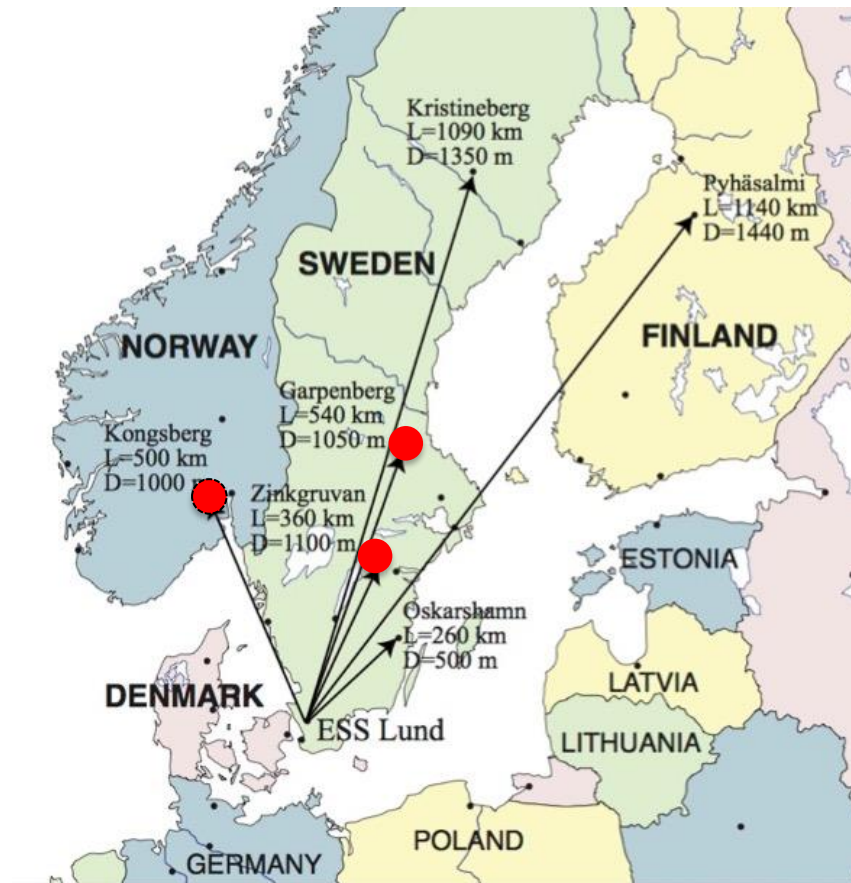 Kristineberg
L=1090 km
D=1350 m
Pyhäsalmi
L=1140 km
D=1440 m
SWEDEN
NORWAY
FINLAND
Garpenberg
L=540 km
D=1050 m
Kongsberg
L=500 km
D=1000
Zinkgruvan
L=360 km
D=1100 m
ESTONIA
Oskarshamn
L=260 km
D=500 m
LATVIA
DENMARK
ESS Lund
LITHUANIA
POLAND
GERMANY